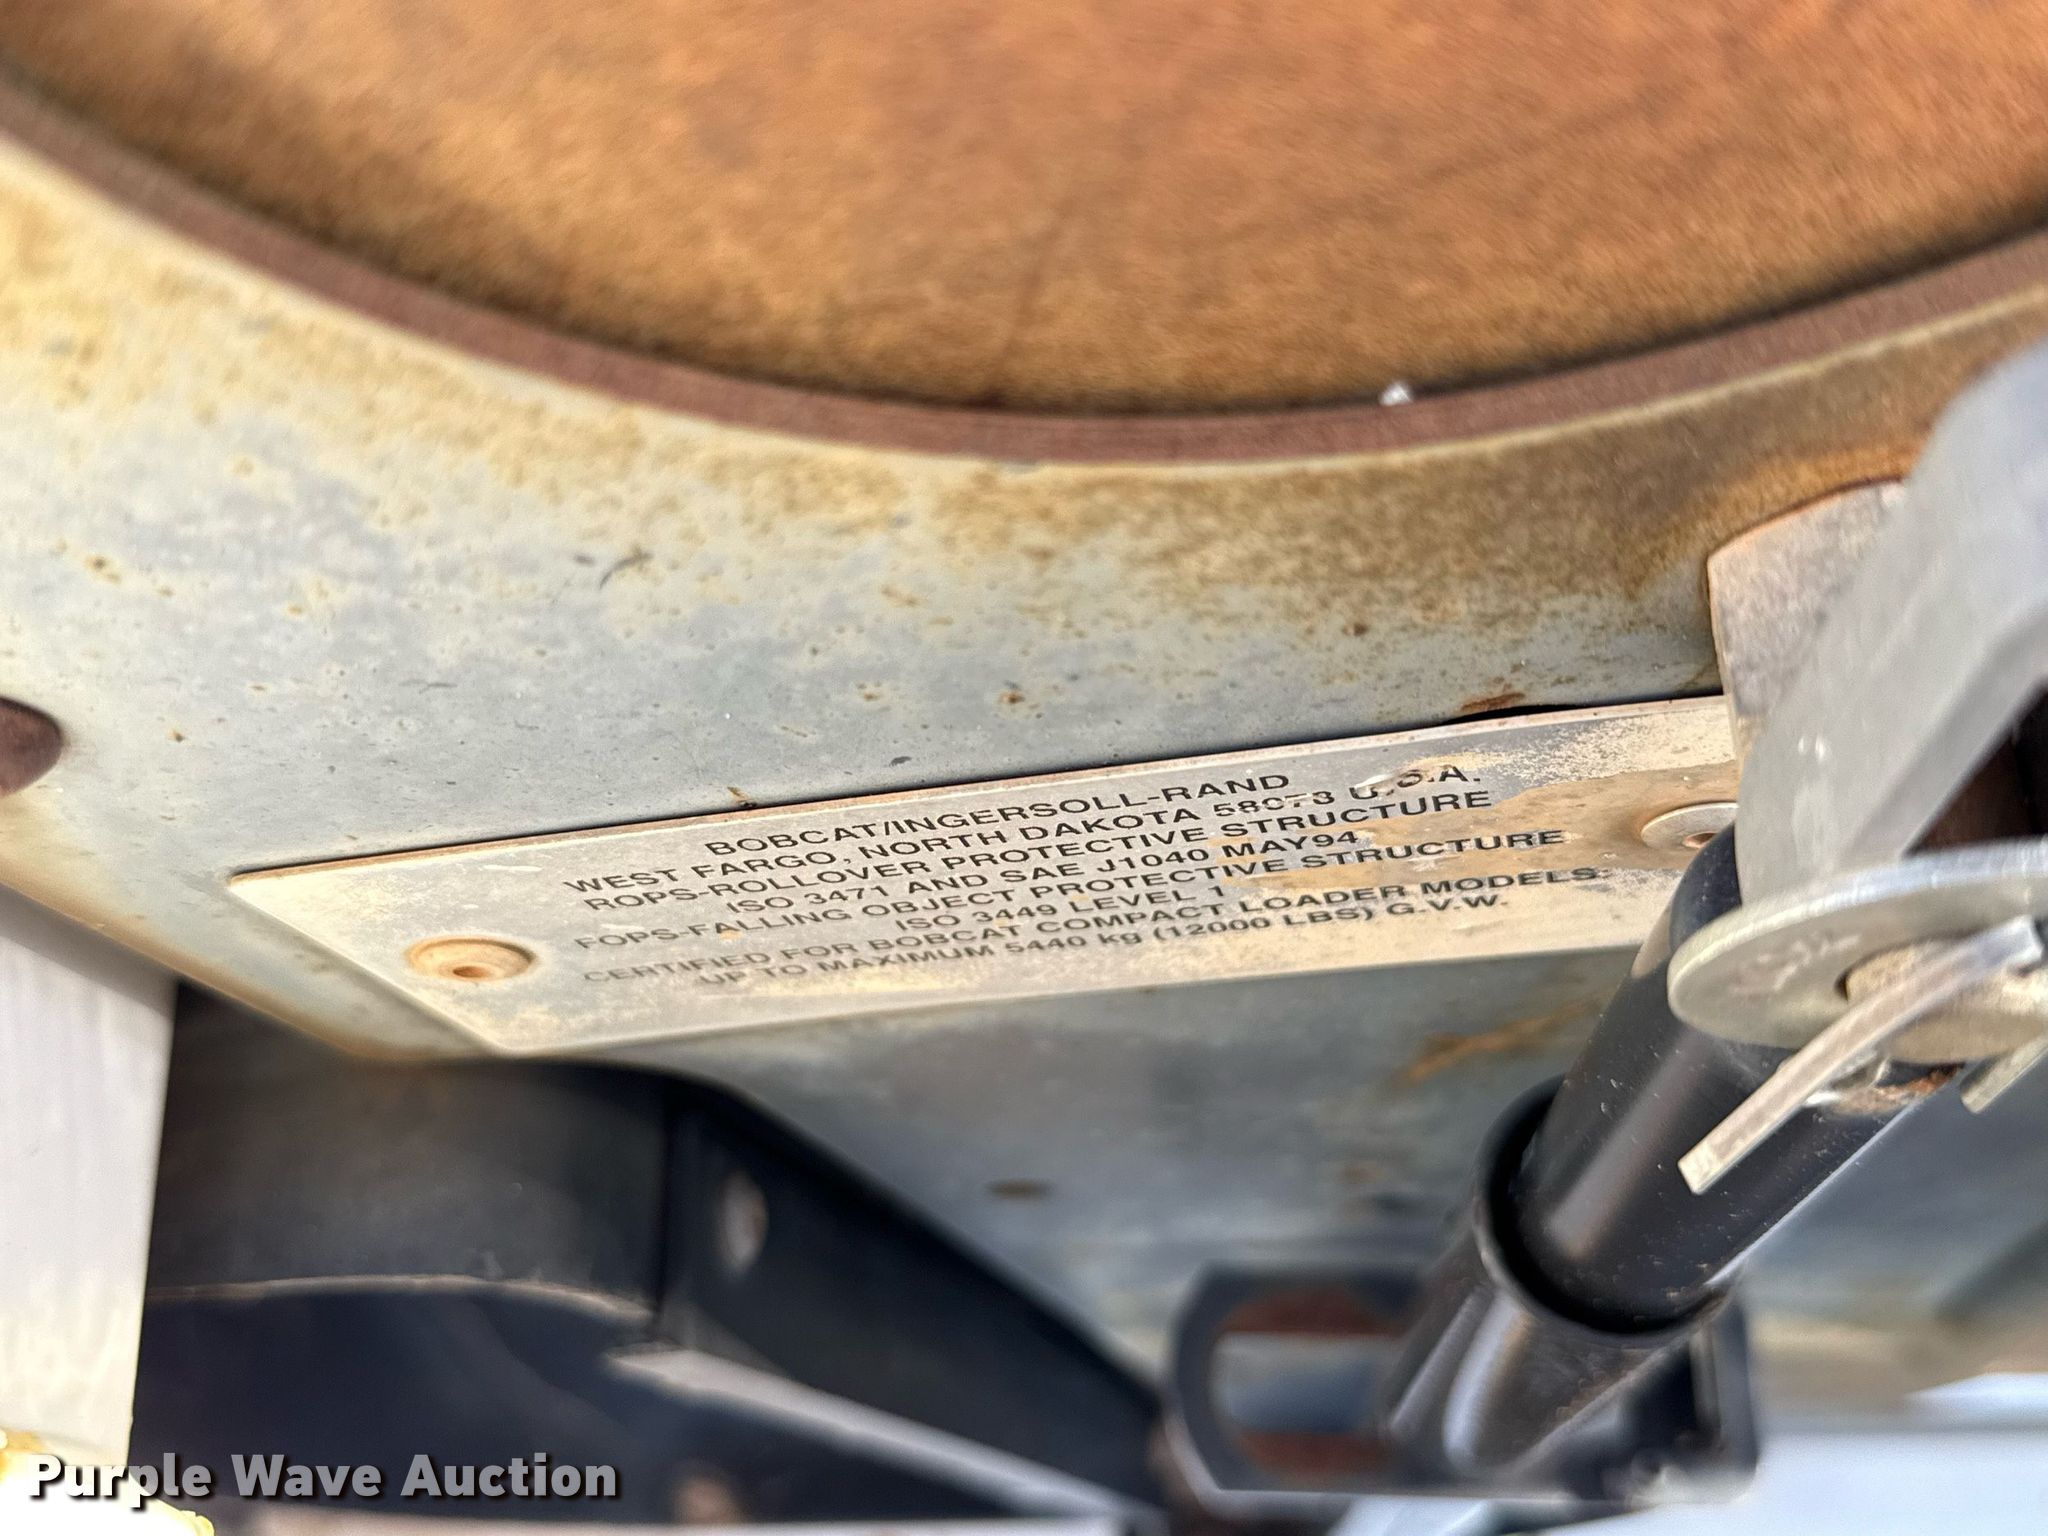 BOBCAT/INGERSOLL-RAND
WEST FARGO, NORTH DAKOTA 58078 U.S.A.
ROPS-ROLLOVER PROTECTIVE STRUCTURE
ISO 3471 AND SAE J1040 MAY94
FOPS-FALLING OBJECT PROTECTIVE STRUCTURE
ISO 3449 LEVEL 1
CERTIFIED FOR BOBCAT COMPACT LOADER MODELS:
UP TO MAXIMUM 5440 kg (12000 LBS) G.V.W.
Purple Wave Auction